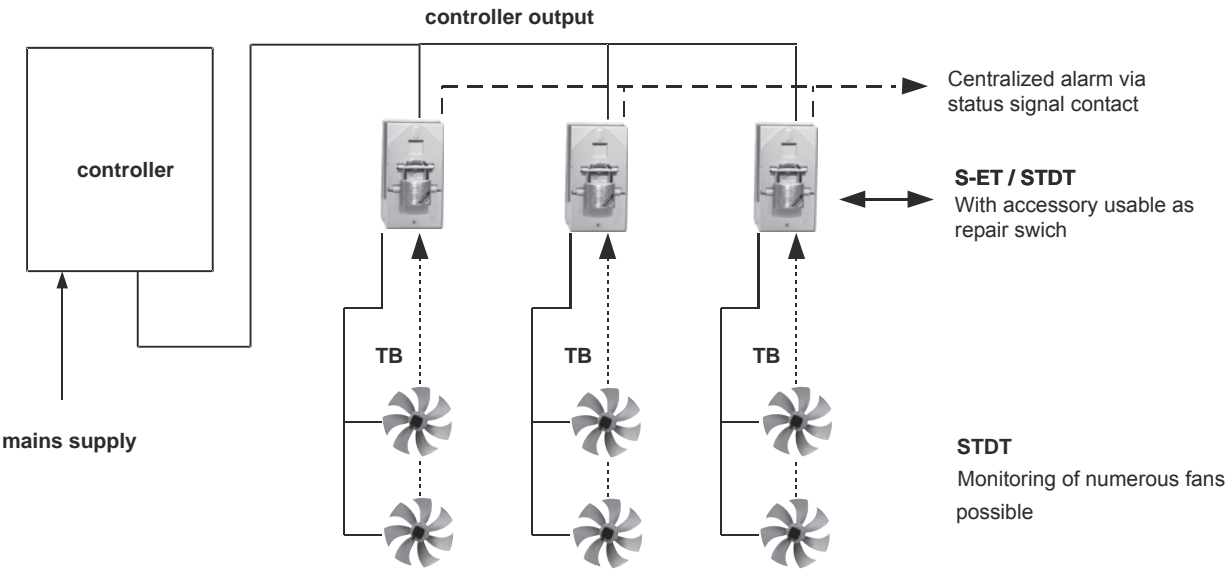 controller output
controller
Centralized alarm via
status signal contact
S-ET / STDT
With accessory usable as
repair swich
TB
TB
TB
mains supply
STDT
Monitoring of numerous fans
possible